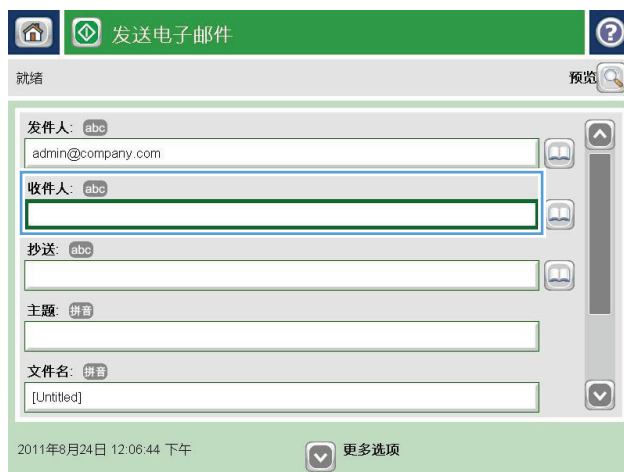 发送电子邮件
?
就绪
预览
发件人: abc
admin@company.com
收件人: abc
抄送: abc
主题: 拼音
文件名: 拼音
[Untitled]
2011年8月24日 12:06:44 下午
更多选项